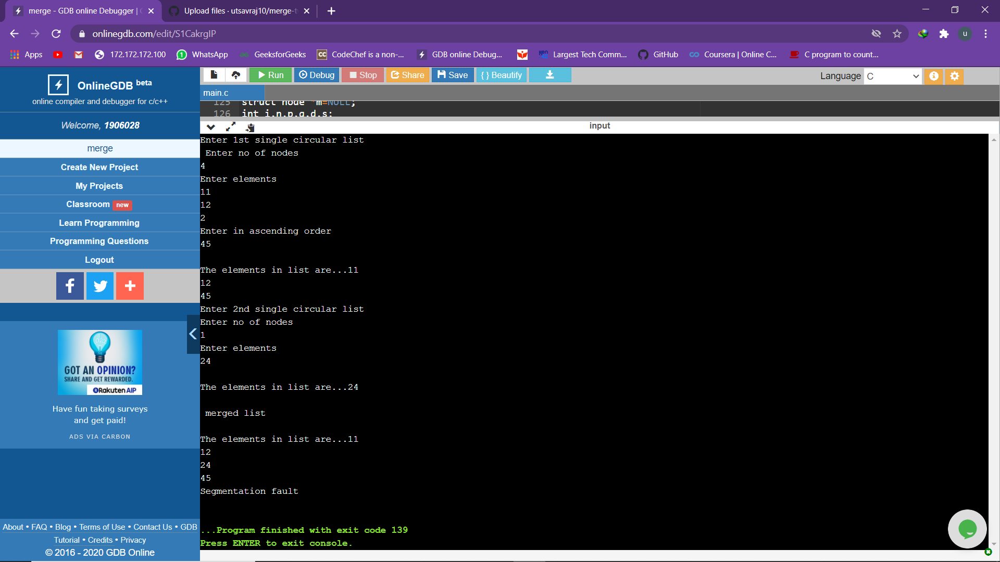 merge - GDB online Debugger |
Upload files · utsavraj10/merge-t
onlinegdb.com/edit/S1CakrgIP
u
Apps
172.172.172.100
1
WhatsApp
GeeksforGeeks
CC
CodeChef is a non-...
GDB online Debug...
Largest Tech Comm...
GitHub
Coursera | Online C...
C program to count...
OnlineGDB beta
online compiler and debugger for c/c++
Welcome, 1906028
merge
Create New Project
My Projects
Classroom new
Learn Programming
Programming Questions
Logout
GOT AN OPINION?
SHARE AND GET REWARDED.
Rakuten AIP
Have fun taking surveys
and get paid!
ADS VIA CARBON
About • FAQ • Blog • Terms of Use • Contact Us • GDB
Tutorial • Credits • Privacy
© 2016 - 2020 GDB Online
Run
Debug
Stop
Share
Save
{ } Beautify
Language C
main.c
125 struct node *m=NULL;
126 int i,n,p,q,d,s;
input
Enter 1st single circular list
Enter no of nodes
4
Enter elements
11
12
2
Enter in ascending order
45
The elements in list are...11
12
45
Enter 2nd single circular list
Enter no of nodes
1
Enter elements
24
The elements in list are...24
merged list
The elements in list are...11
12
24
45
Segmentation fault
...Program finished with exit code 139
Press ENTER to exit console.